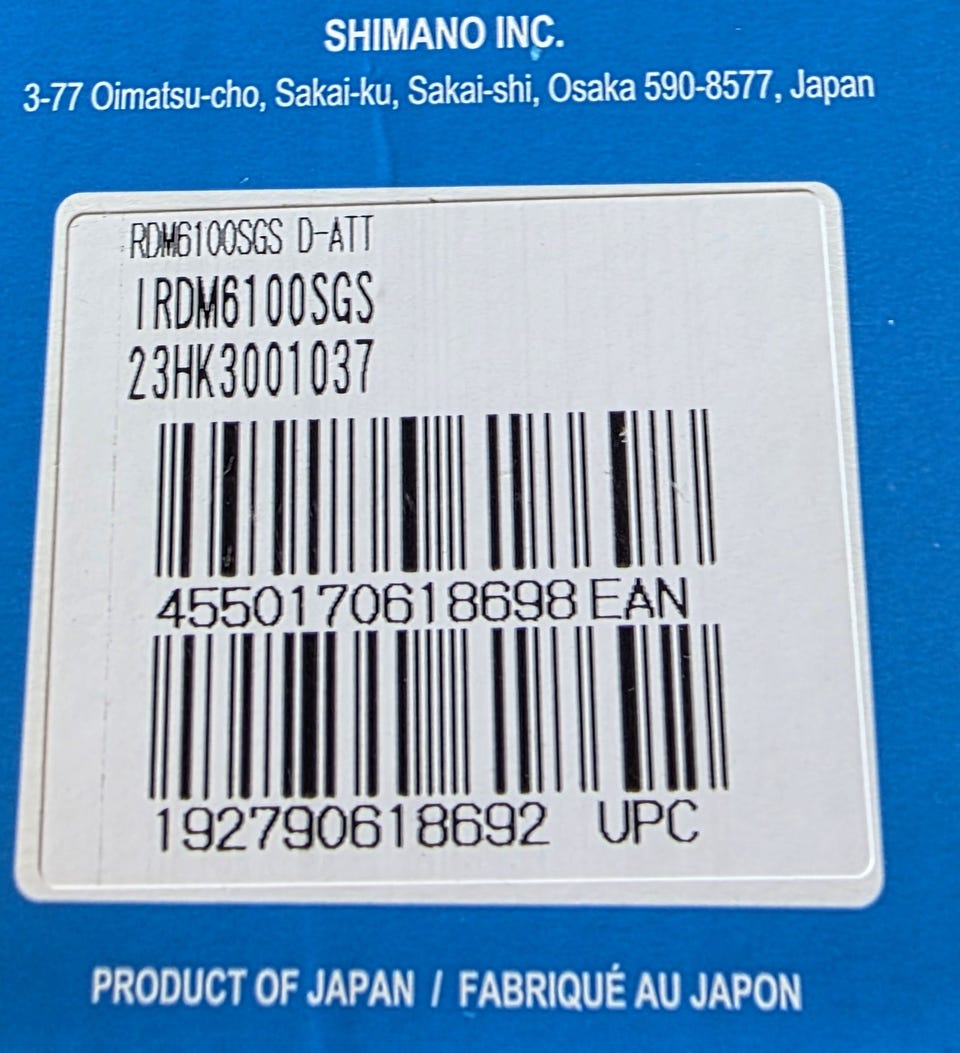 SHIMANO INC.
3-77 Oimatsu-cho, Sakai-ku, Sakai-shi, Osaka 590-8577, Japan
RDM6100SGS D-ATT
IRDM6100SGS
23HK3001037
4550170618698 EAN
192790618692 UPC
PRODUCT OF JAPAN / FABRIQUÉ AU JAPON